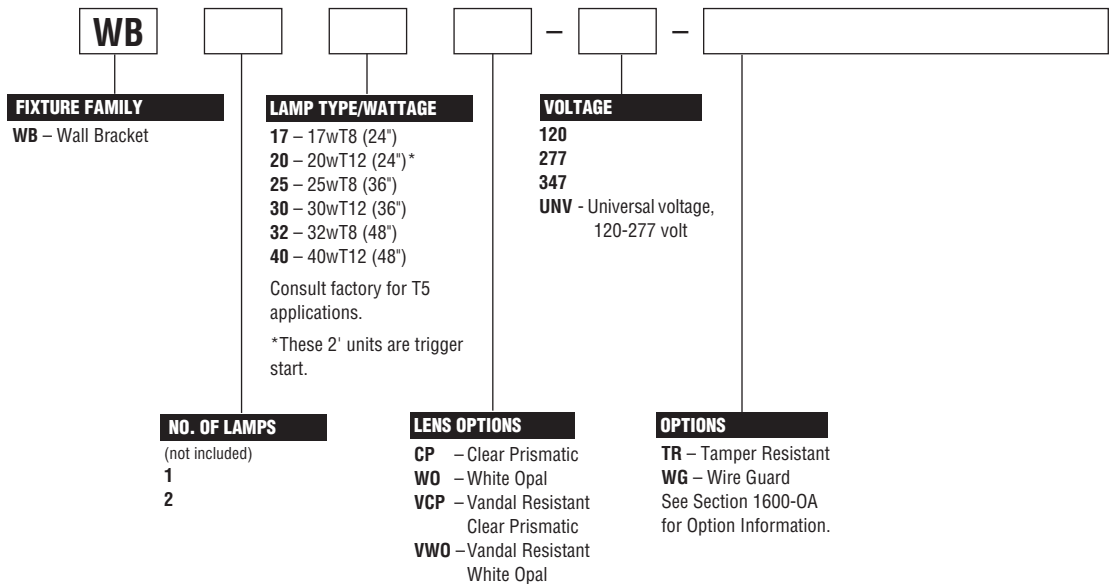 WB – –
FIXTURE FAMILY
WB – Wall Bracket
LAMP TYPE/WATTAGE
17 – 17wT8 (24")
20 – 20wT12 (24")*
25 – 25wT8 (36")
30 – 30wT12 (36")
32 – 32wT8 (48")
40 – 40wT12 (48")
Consult factory for T5
applications.
*These 2' units are trigger
start.
VOLTAGE
120
277
347
UNV - Universal voltage,
120-277 volt
NO. OF LAMPS
(not included)
1
2
LENS OPTIONS
CP – Clear Prismatic
WO – White Opal
VCP – Vandal Resistant
Clear Prismatic
VWO – Vandal Resistant
White Opal
OPTIONS
TR – Tamper Resistant
WG – Wire Guard
See Section 1600-OA
for Option Information.